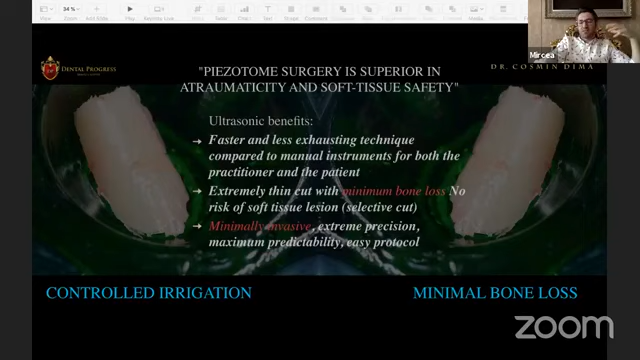 34 %
Mircea
DENTAL PROGRESS
DR. COSMIN DIMA
"PIEZOTOME SURGERY IS SUPERIOR IN
ATRAUMATICITY AND SOFT-TISSUE SAFETY"
Ultrasonic benefits:
→ Faster and less exhausting technique
compared to manual instruments for both the
practitioner and the patient
→ Extremely thin cut with minimum bone loss No
risk of soft tissue lesion (selective cut)
→ Minimally invasive, extreme precision,
maximum predictability, easy protocol
CONTROLLED IRRIGATION
MINIMAL BONE LOSS
zoom